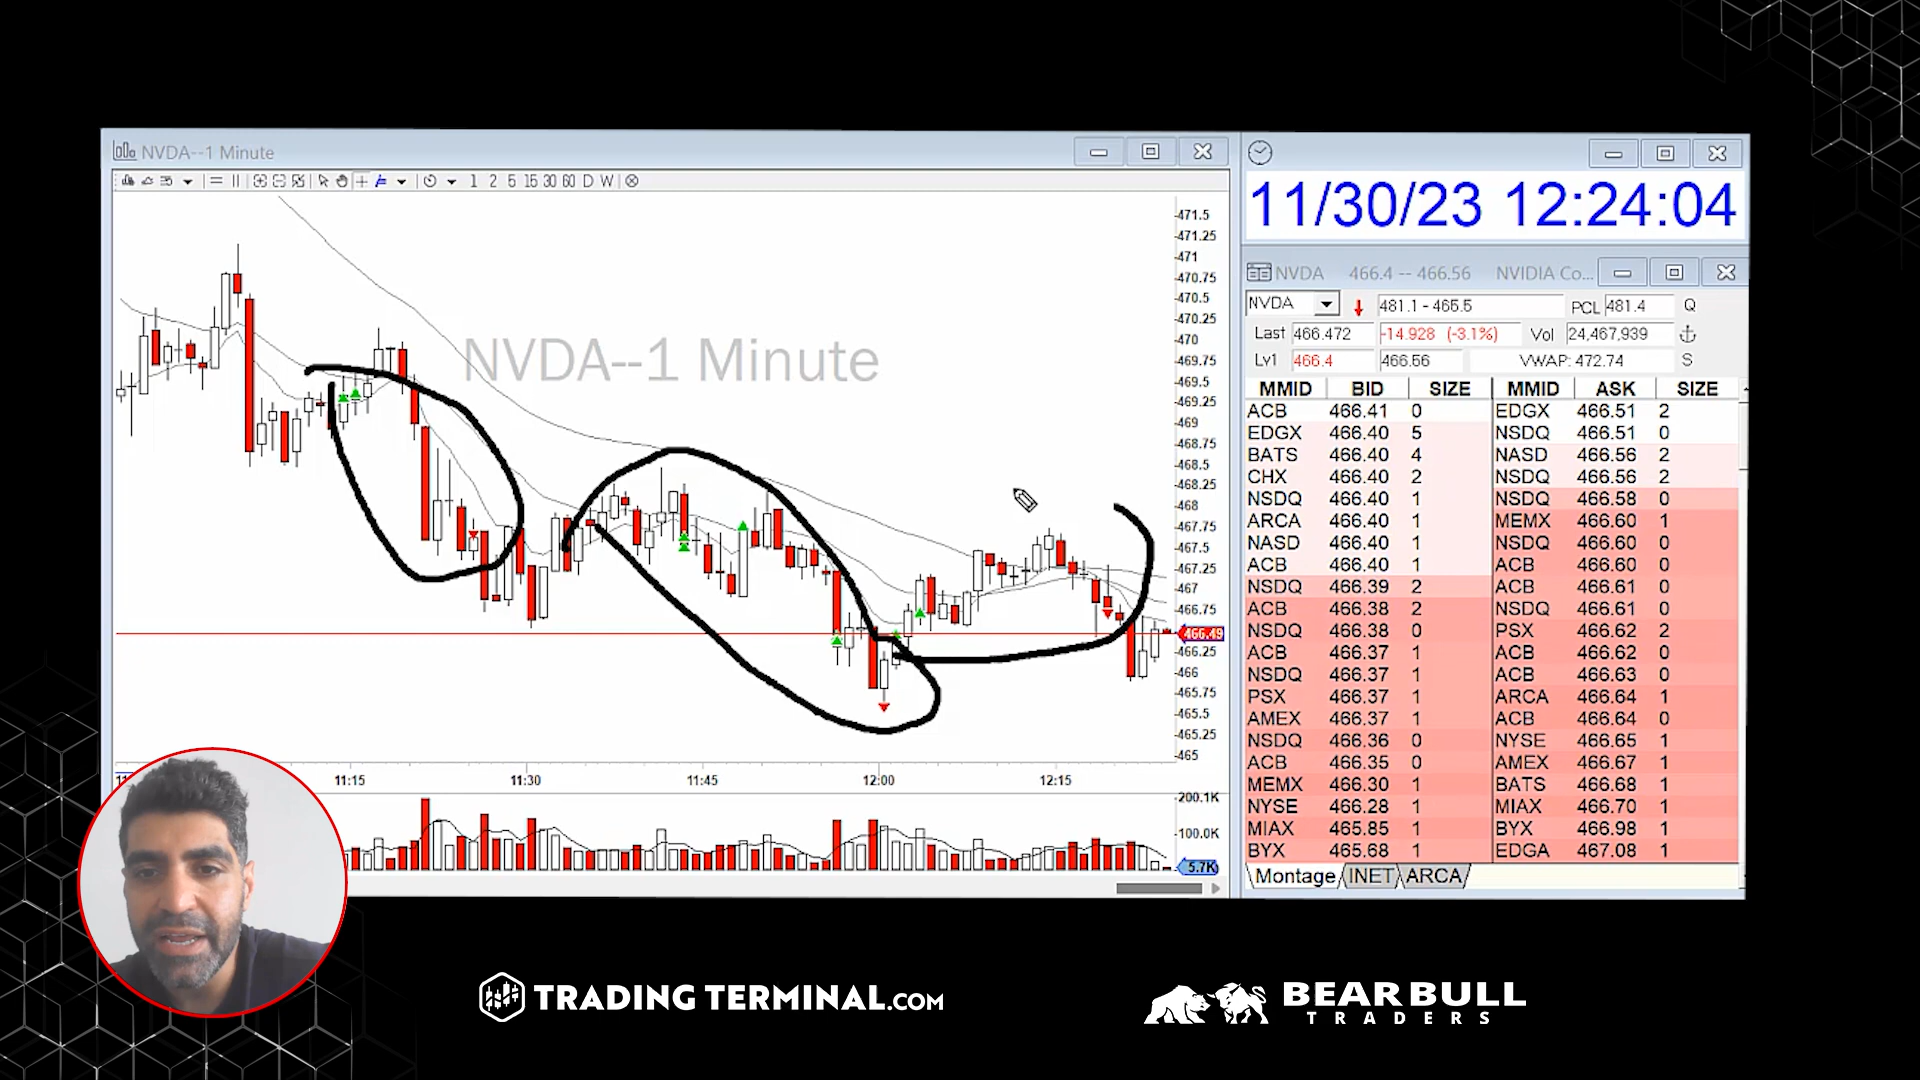 NVDA--1 Minute
1 2 5 15 30 60 D W
NVDA--1 Minute
471.5
471.25
471
470.75
470.5
470.25
470
469.75
469.5
469.25
469
468.75
468.5
468.25
468
467.75
467.5
467.25
467
466.75
466.49
466.25
466
465.75
465.5
465.25
465
11:15 11:30 11:45 12:00 12:15
200.1K
100.0K
5.7K
11/30/23 12:24:04
NVDA 466.4 -- 466.56 NVIDIA Co...
NVDA 481.1 - 465.5 PCL 481.4 Q
Last 466.472 -14.928 (-3.1%) Vol 24,467,939
Lv1 466.4 466.56 VWAP: 472.74 S
MMID BID SIZE MMID ASK SIZE
ACB 466.41 0 EDGX 466.51 2
EDGX 466.40 5 NSDQ 466.51 0
BATS 466.40 4 NASD 466.56 2
CHX 466.40 2 NSDQ 466.56 2
NSDQ 466.40 1 NSDQ 466.58 0
ARCA 466.40 1 MEMX 466.60 1
NASD 466.40 1 NSDQ 466.60 0
ACB 466.40 1 ACB 466.60 0
NSDQ 466.39 2 ACB 466.61 0
ACB 466.38 2 NSDQ 466.61 0
NSDQ 466.38 0 PSX 466.62 2
ACB 466.37 1 ACB 466.62 0
NSDQ 466.37 1 ACB 466.63 0
PSX 466.37 1 ARCA 466.64 1
AMEX 466.37 1 ACB 466.64 0
NSDQ 466.36 0 NYSE 466.65 1
ACB 466.35 0 AMEX 466.67 1
MEMX 466.30 1 BATS 466.68 1
NYSE 466.28 1 MIAX 466.70 1
MIAX 465.85 1 BYX 466.98 1
BYX 465.68 1 EDGA 467.08 1
Montage INET ARCA
TRADING TERMINAL.COM
BEAR BULL
TRADERS